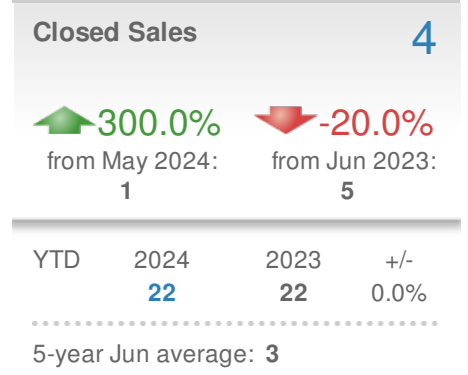 Closed Sales 4
300.0% -20.0%
from May 2024: from Jun 2023:
1 5
YTD 2024 2023 +/-
22 22 0.0%
5-year Jun average: 3